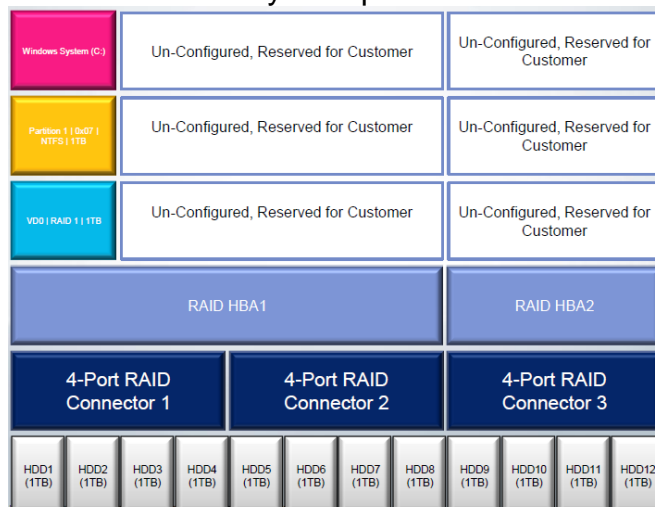 Windows System (C:)
Un-Configured, Reserved for Customer
Un-Configured, Reserved for
Customer
Partition 1 | 0x07 |
NTFS | 1TB
Un-Configured, Reserved for Customer
Un-Configured, Reserved for
Customer
VD0 | RAID 1 | 1TB
Un-Configured, Reserved for Customer
Un-Configured, Reserved for
Customer
RAID HBA1
RAID HBA2
4-Port RAID
Connector 1
4-Port RAID
Connector 2
4-Port RAID
Connector 3
HDD1
(1TB)
HDD2
(1TB)
HDD3
(1TB)
HDD4
(1TB)
HDD5
(1TB)
HDD6
(1TB)
HDD7
(1TB)
HDD8
(1TB)
HDD9
(1TB)
HDD10
(1TB)
HDD11
(1TB)
HDD12
(1TB)